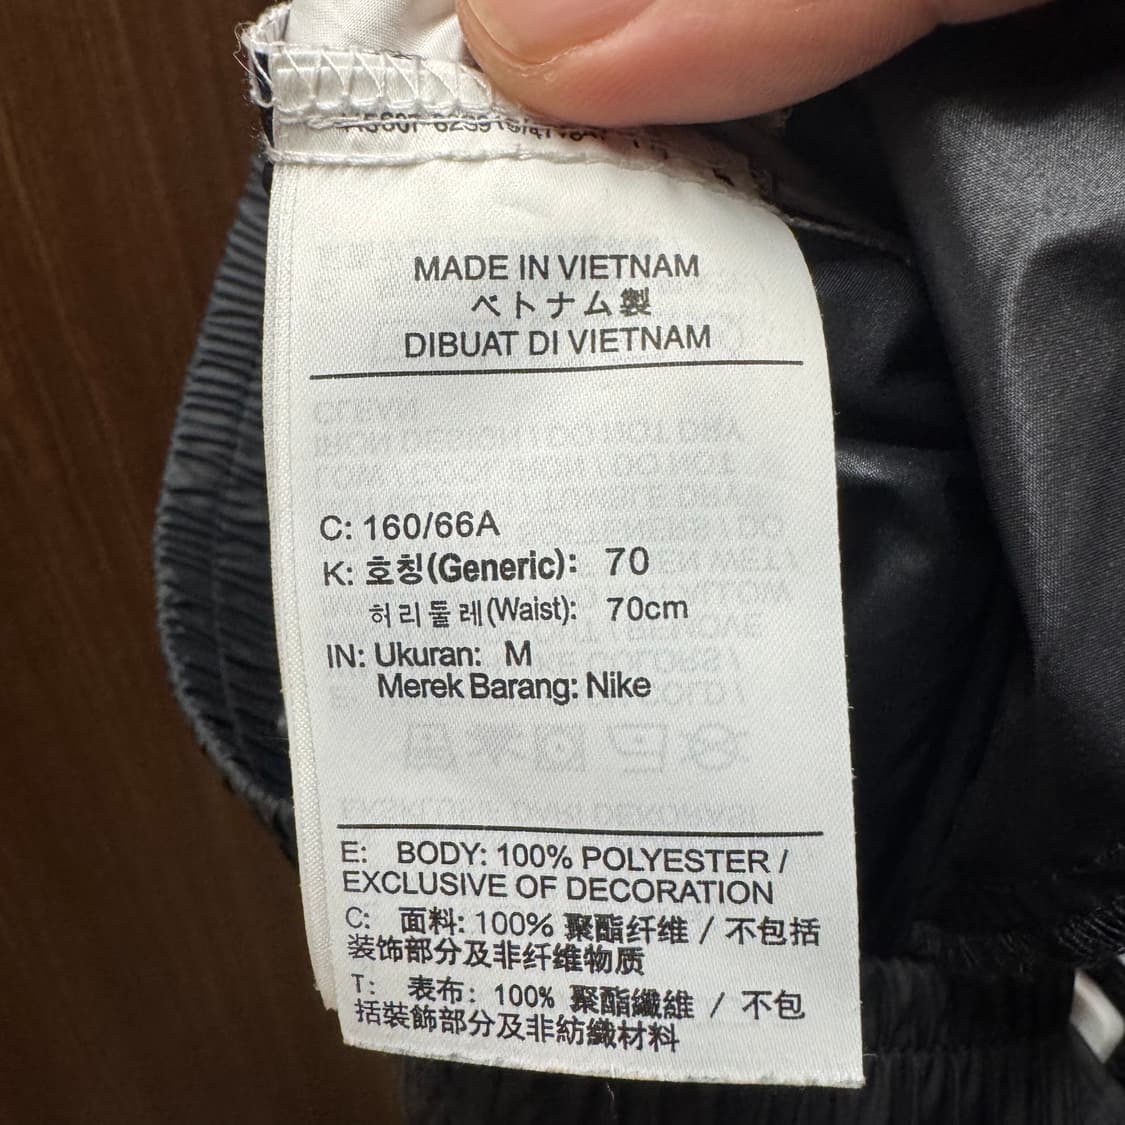 MADE IN VIETNAM
ベトナム製
DIBUAT DI VIETNAM
C: 160/66A
K: 호칭(Generic): 70
허리둘레(Waist): 70cm
IN: Ukuran: M
Merek Barang: Nike
E: BODY: 100% POLYESTER /
EXCLUSIVE OF DECORATION
C: 面料: 100% 聚酯纤维 / 不包括
装饰部分及非纤维物质
T: 表布: 100% 聚酯纖維 / 不包
括裝飾部分及非紡織材料